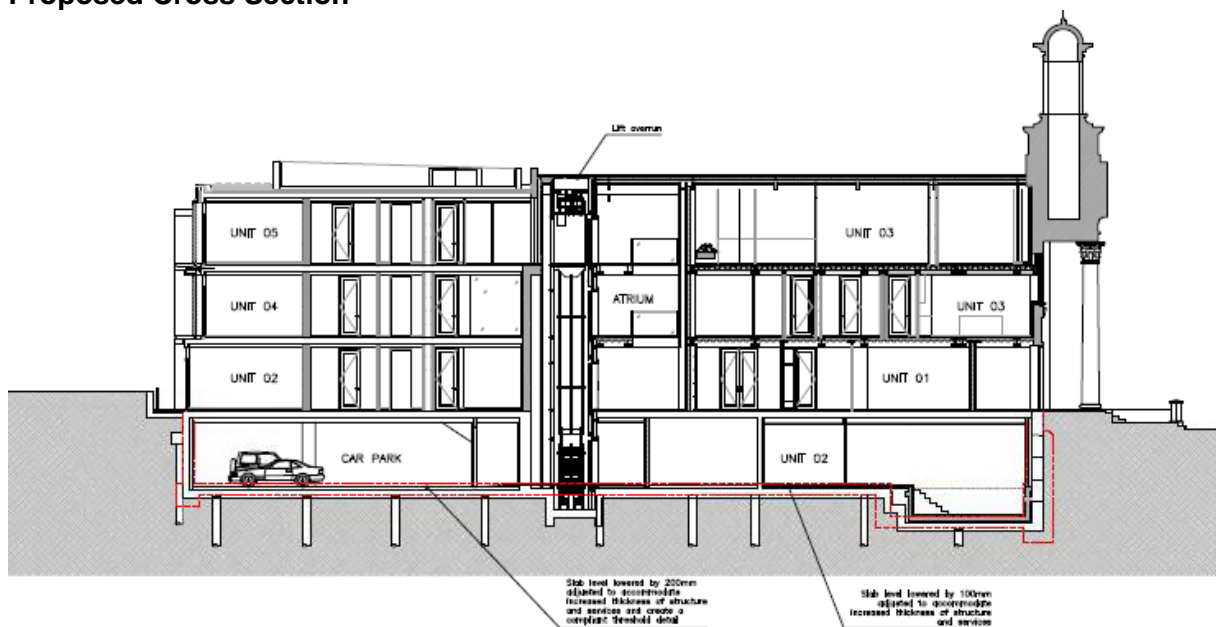 Proposed Cross Section
Lift overrun
UNIT 05
UNIT 03
UNIT 04
ATRIUM
UNIT 03
UNIT 02
UNIT 01
CAR PARK
UNIT 02
Slab level lowered by 200mm
adjusted to accommodate
increased thickness of structure
and services and create a
compliant threshold detail
Slab level lowered by 100mm
adjusted to accommodate
increased thickness of structure
and services